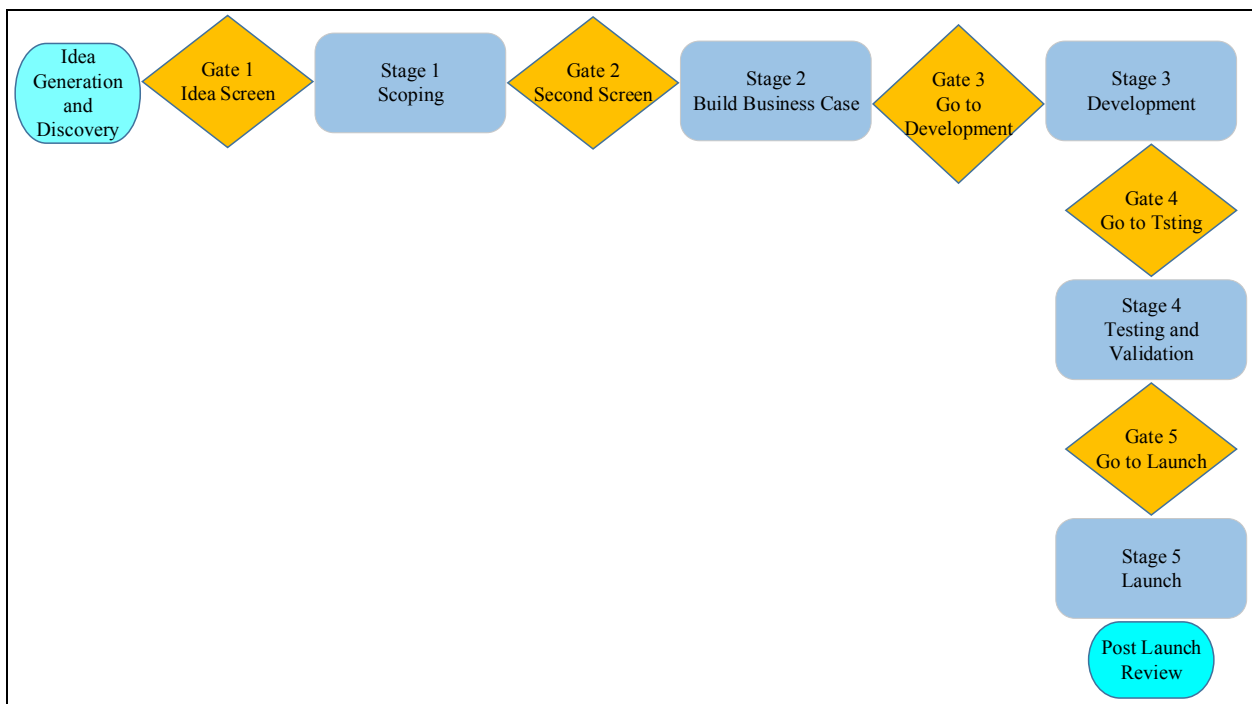 Idea
Generation
and
Discovery
Gate 1
Idea Screen
Stage 1
Scoping
Gate 2
Second Screen
Stage 2
Build Business Case
Gate 3
Go to
Development
Stage 3
Development
Gate 4
Go to Tsting
Stage 4
Testing and
Validation
Gate 5
Go to Launch
Stage 5
Launch
Post Launch
Review